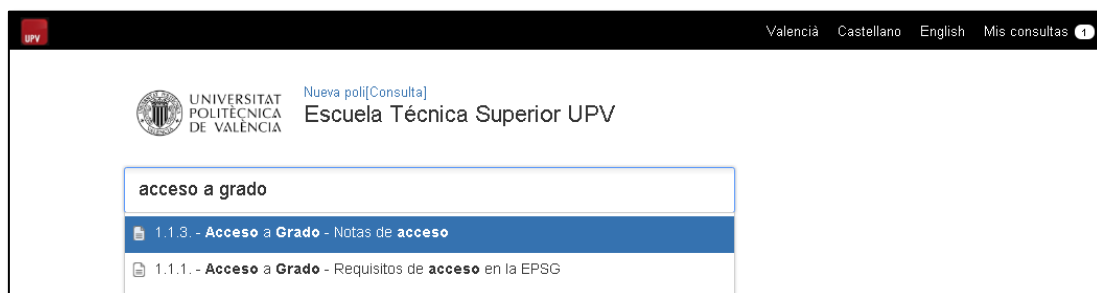 UPV
Valencià Castellano English Mis consultas 1
Nueva poli[Consulta]
UNIVERSITAT
POLITÈCNICA
DE VALÈNCIA
Escuela Técnica Superior UPV
acceso a grado
1.1.3. - Acceso a Grado - Notas de acceso
1.1.1. - Acceso a Grado - Requisitos de acceso en la EPSG